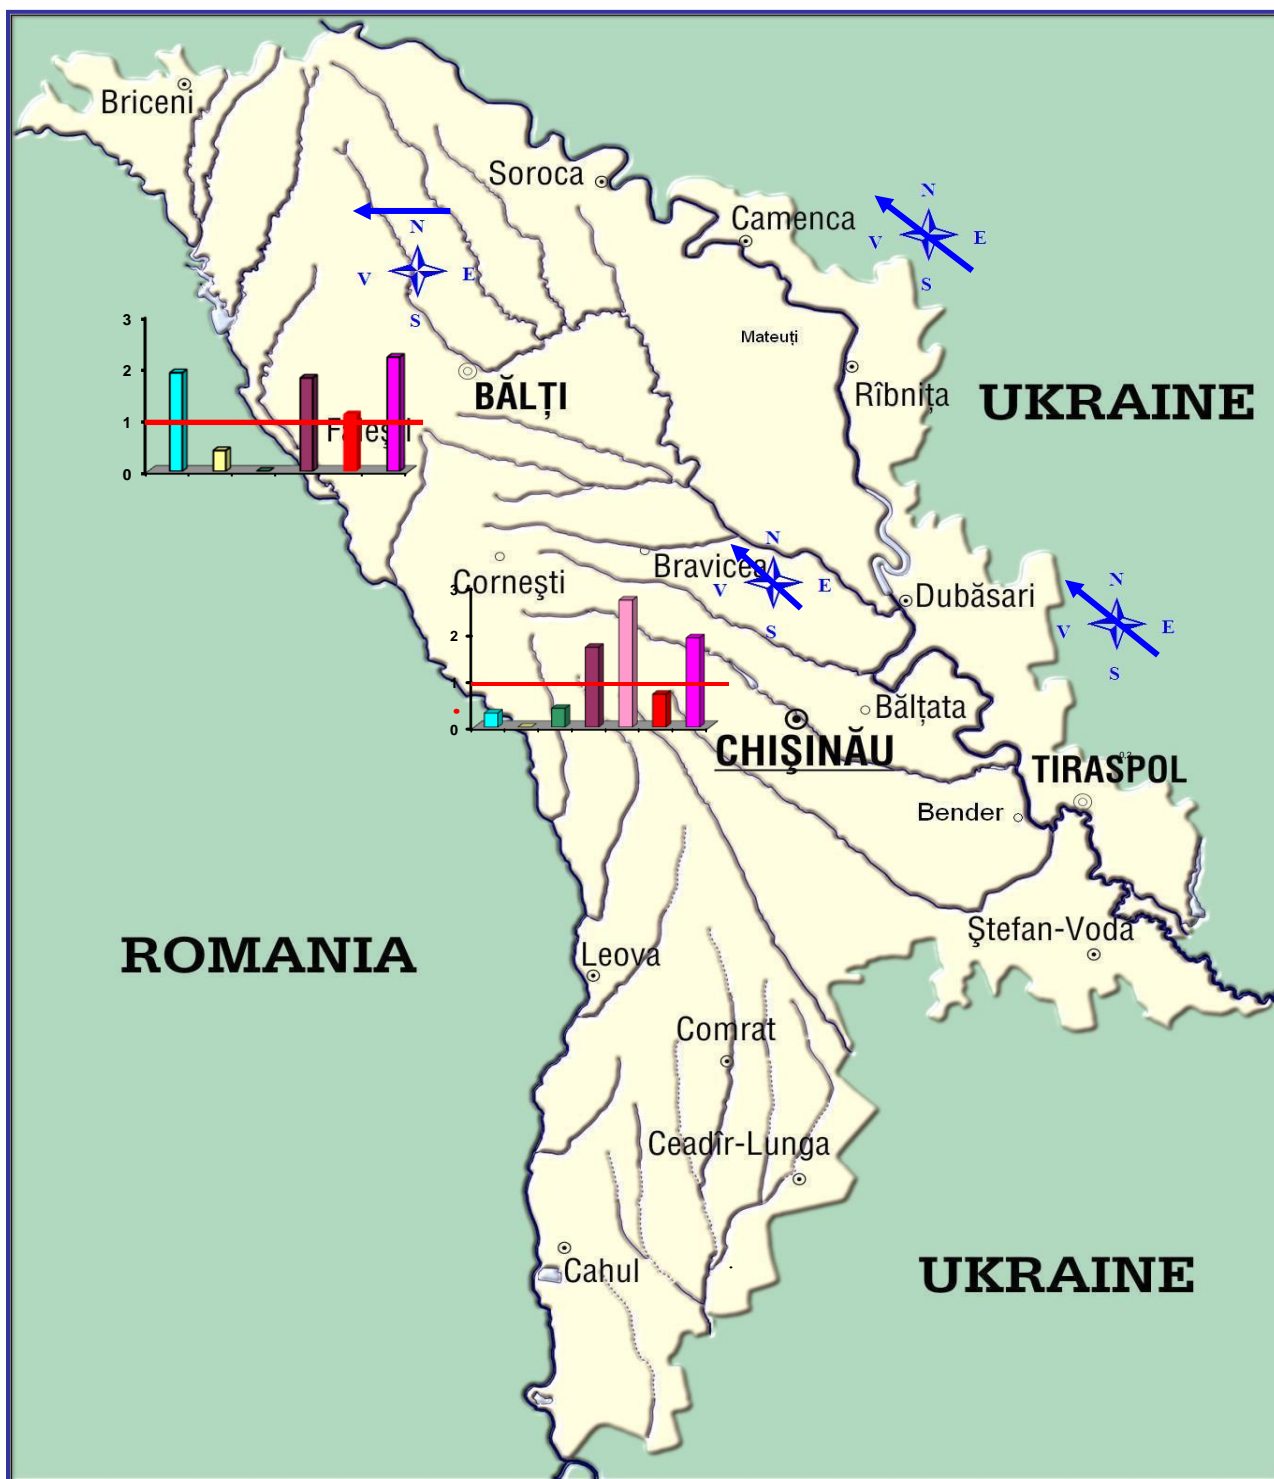 Briceni
Soroca
Camenca
N
V
E
S
N
V
E
S
Mateuți
Rîbnița
BĂLȚI
UKRAINE
3
2
1
0
Bravicea
Cornești
N
V
E
S
Dubăsari
N
V
E
S
3
2
1
0
Bălțata
CHIȘINĂU
TIRASPOL
Bender
Ștefan-Vodă
ROMANIA
Leova
Comrat
Ceadîr-Lunga
Cahul
UKRAINE